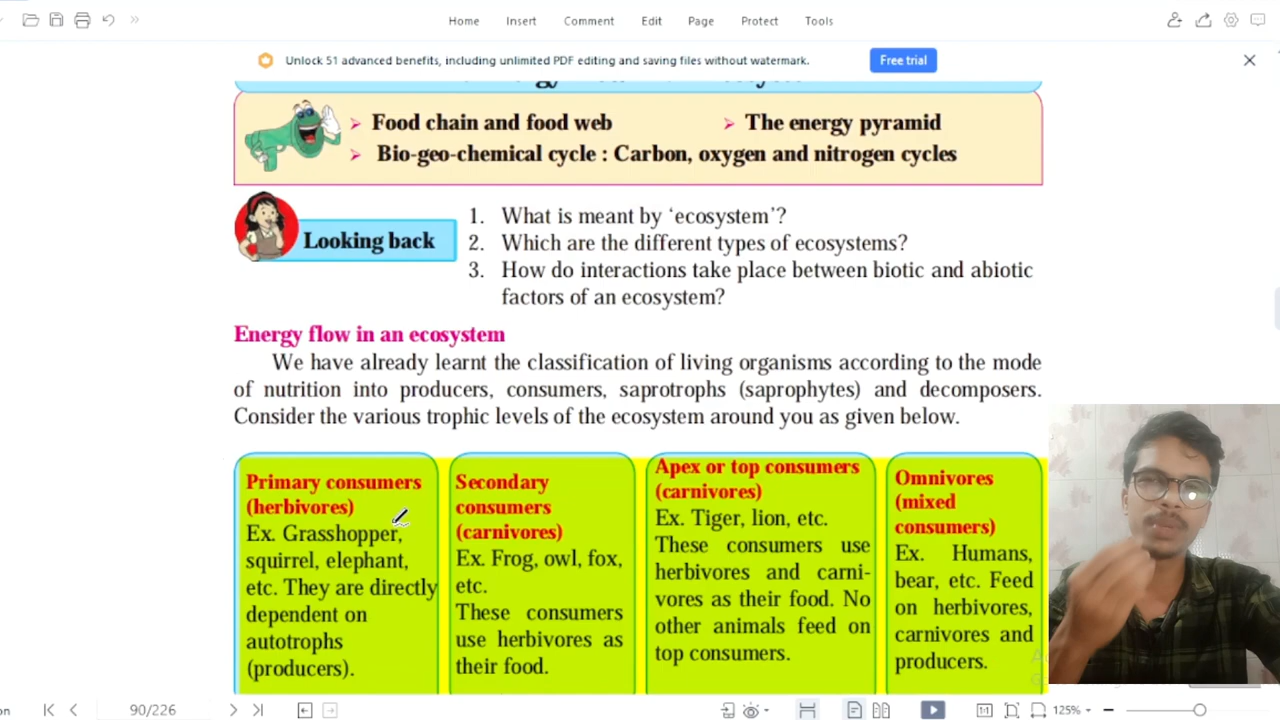 Home Insert Comment Edit Page Protect Tools
Unlock 51 advanced benefits, including unlimited PDF editing and saving files without watermark. Free trial
Food chain and food web
The energy pyramid
Bio-geo-chemical cycle : Carbon, oxygen and nitrogen cycles
Looking back
1. What is meant by ‘ecosystem’?
2. Which are the different types of ecosystems?
3. How do interactions take place between biotic and abiotic
factors of an ecosystem?
Energy flow in an ecosystem
We have already learnt the classification of living organisms according to the mode
of nutrition into producers, consumers, saprotrophs (saprophytes) and decomposers.
Consider the various trophic levels of the ecosystem around you as given below.
Primary consumers
(herbivores)
Ex. Grasshopper,
squirrel, elephant,
etc. They are directly
dependent on
autotrophs
(producers).
Secondary
consumers
(carnivores)
Ex. Frog, owl, fox,
etc.
These consumers
use herbivores as
their food.
Apex or top consumers
(carnivores)
Ex. Tiger, lion, etc.
These consumers use
herbivores and carni-
vores as their food. No
other animals feed on
top consumers.
Omnivores
(mixed
consumers)
Ex. Humans,
bear, etc. Feed
on herbivores,
carnivores and
producers.
on
90/226
125%